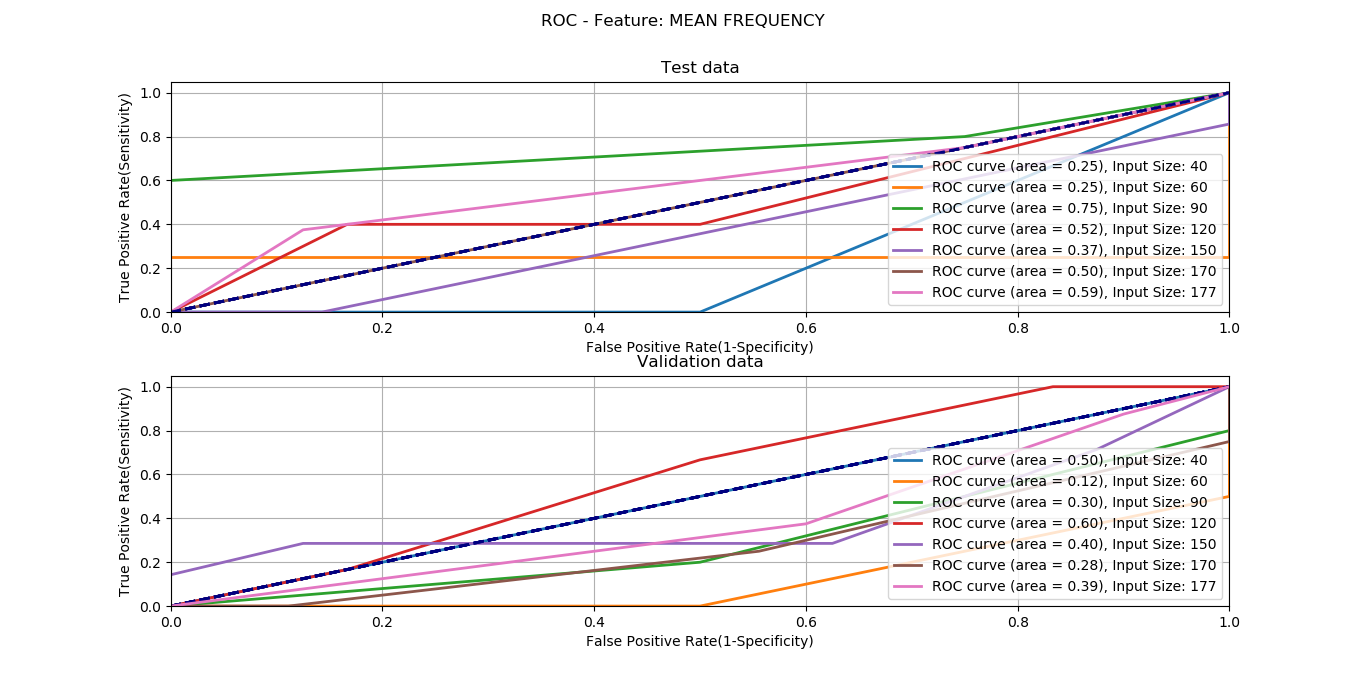 ROC - Feature: MEAN FREQUENCY
Test data
True Positive Rate(Sensitivity)
1.0
0.8
0.6
0.4
0.2
0.0
ROC curve (area = 0.25), Input Size: 40
ROC curve (area = 0.25), Input Size: 60
ROC curve (area = 0.75), Input Size: 90
ROC curve (area = 0.52), Input Size: 120
ROC curve (area = 0.37), Input Size: 150
ROC curve (area = 0.50), Input Size: 170
ROC curve (area = 0.59), Input Size: 177
0.0 0.2 0.4 0.6 0.8 1.0
False Positive Rate(1-Specificity)
Validation data
True Positive Rate(Sensitivity)
1.0
0.8
0.6
0.4
0.2
0.0
ROC curve (area = 0.50), Input Size: 40
ROC curve (area = 0.12), Input Size: 60
ROC curve (area = 0.30), Input Size: 90
ROC curve (area = 0.60), Input Size: 120
ROC curve (area = 0.40), Input Size: 150
ROC curve (area = 0.28), Input Size: 170
ROC curve (area = 0.39), Input Size: 177
0.0 0.2 0.4 0.6 0.8 1.0
False Positive Rate(1-Specificity)